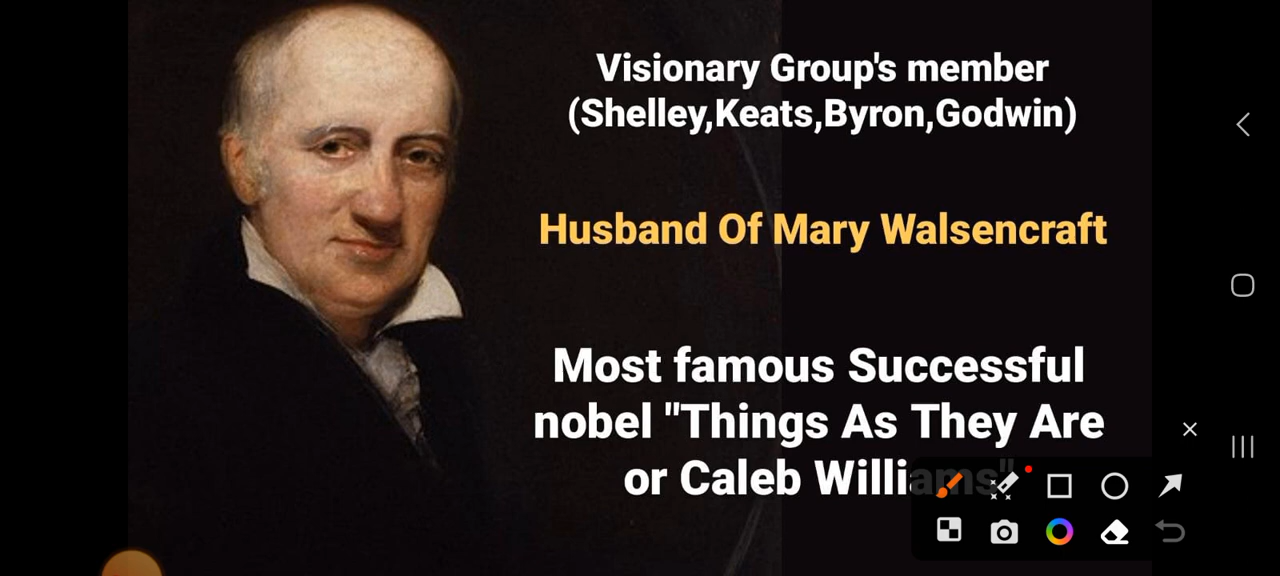 Visionary Group's member
(Shelley,Keats,Byron,Godwin)
Husband Of Mary Walsencraft
Most famous Successful
nobel "Things As They Are
or Caleb Williams"